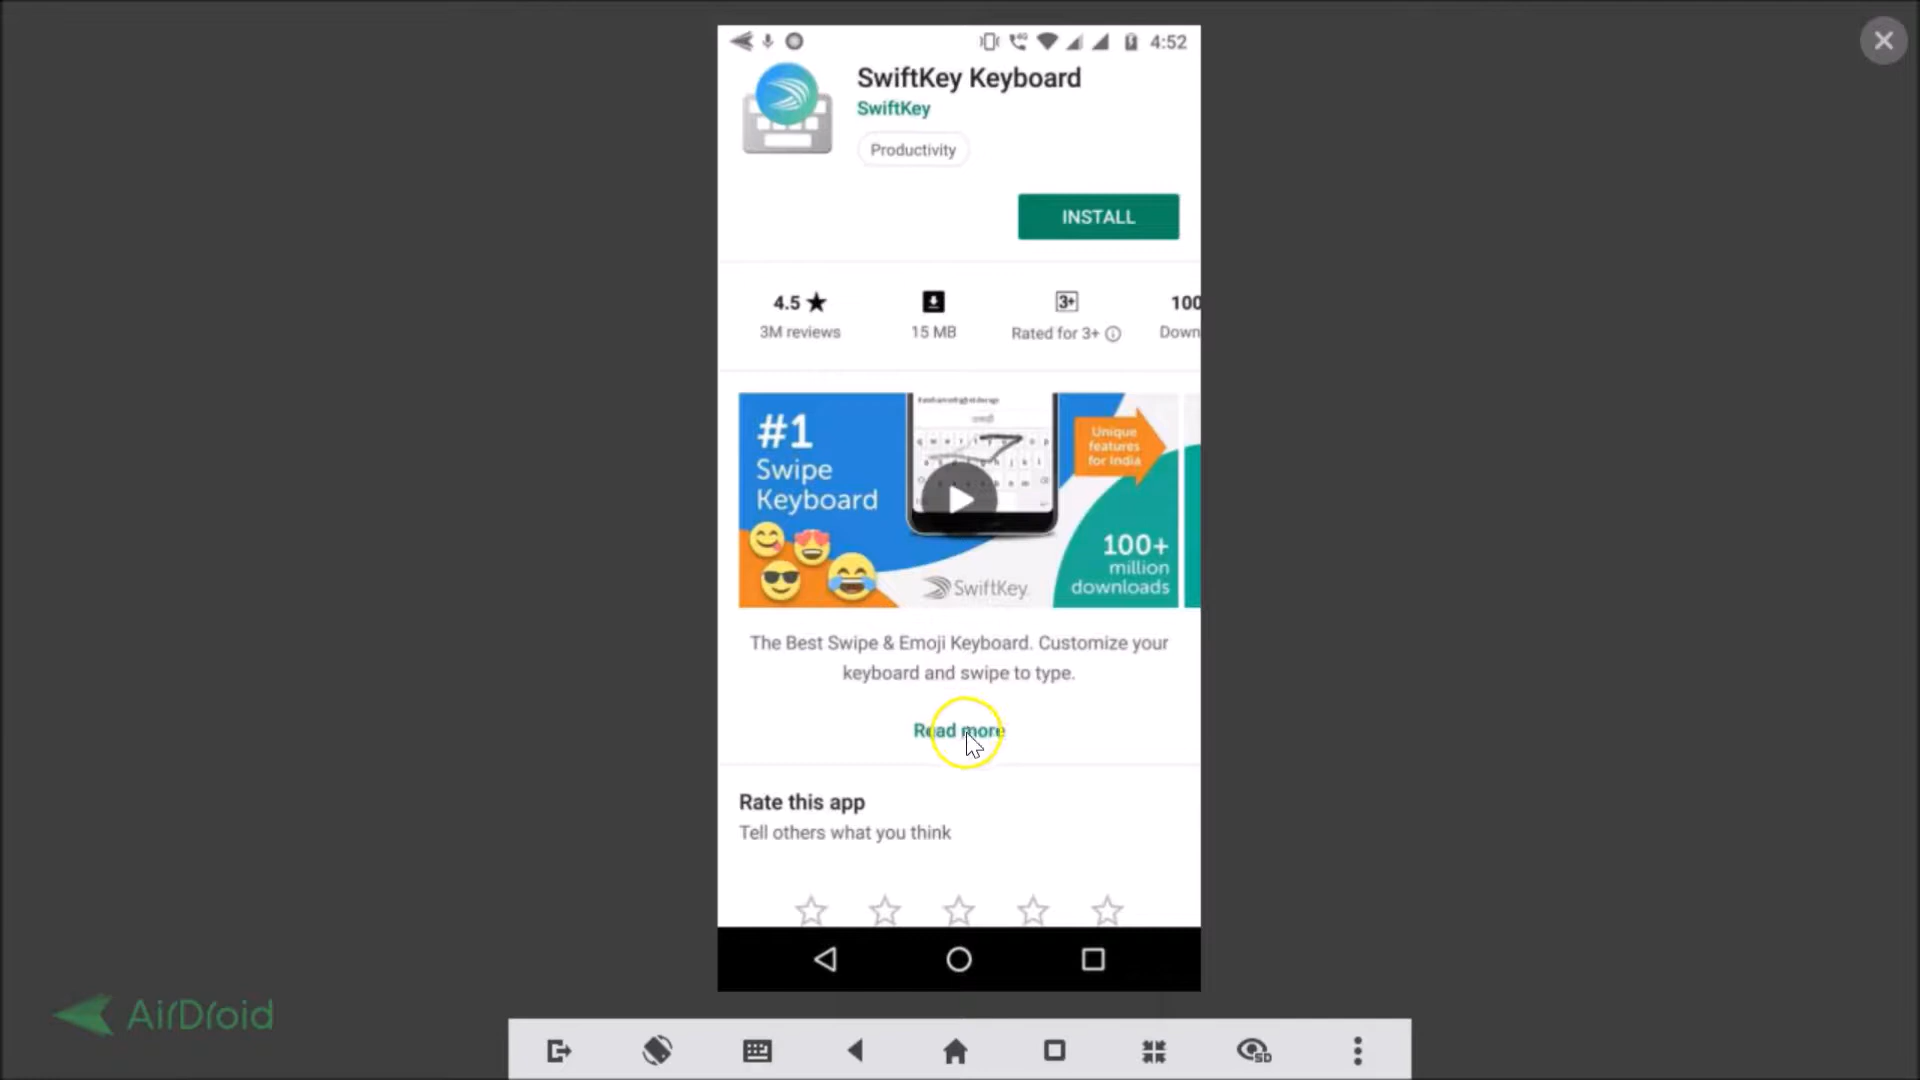 4:52
SwiftKey Keyboard
SwiftKey
Productivity
INSTALL
4.5 ★
3M reviews
15 MB
3+
Rated for 3+
100
Down
#1
Swipe
Keyboard
Unique
features
for India
100+
million
downloads
SwiftKey
The Best Swipe & Emoji Keyboard. Customize your
keyboard and swipe to type.
Read more
Rate this app
Tell others what you think
AirDroid
SD